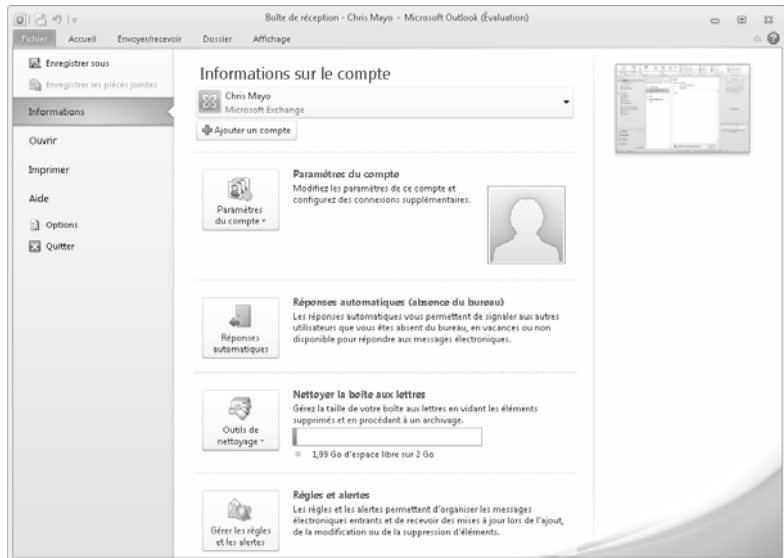 Boîte de réception - Chris Mayo - Microsoft Outlook (Évaluation)
Fichier Accueil Envoyer/recevoir Dossier Affichage
Enregistrer sous
Enregistrer les pièces jointes
Informations
Ouvrir
Imprimer
Aide
Options
Quitter
Informations sur le compte
Chris Mayo
Microsoft Exchange
Ajouter un compte
Paramètres
du compte
Paramètres du compte
Modifiez les paramètres de ce compte et
configurez des connexions supplémentaires.
Réponses
automatiques
Réponses automatiques (absence du bureau)
Les réponses automatiques vous permettent de signaler aux autres
utilisateurs que vous êtes absent du bureau, en vacances ou non
disponible pour répondre aux messages électroniques.
Outils de
nettoyage
Nettoyer la boîte aux lettres
Gérez la taille de votre boîte aux lettres en vidant les éléments
supprimés et en procédant à un archivage.
1,99 Go d'espace libre sur 2 Go
Gérer les règles
et les alertes
Règles et alertes
Les règles et les alertes permettent d'organiser les messages
électroniques entrants et de recevoir des mises à jour lors de l'ajout,
de la modification ou de la suppression d'éléments.